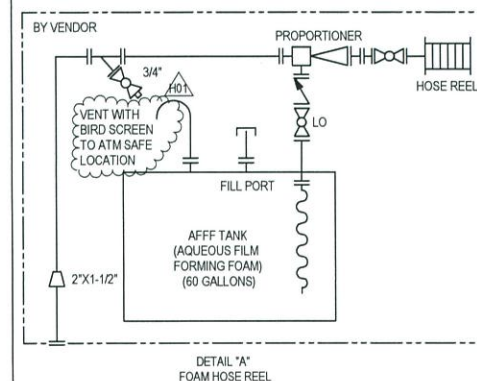 BY VENDOR
PROPORTIONER
3/4"
H01
HOSE REEL
VENT WITH
BIRD SCREEN
TO ATM SAFE
LOCATION
LO
FILL PORT
AFFF TANK
(AQUEOUS FILM
FORMING FOAM)
(60 GALLONS)
2"X1-1/2"
DETAIL "A"
FOAM HOSE REEL